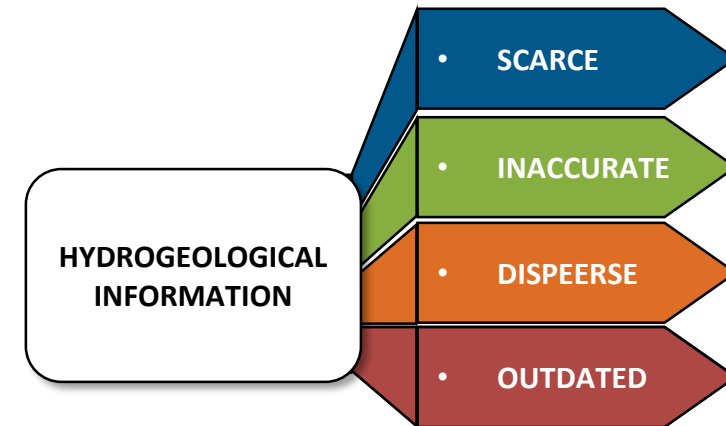 HYDROGEOLOGICAL
INFORMATION
• SCARCE
• INACCURATE
• DISPEERSE
• OUTDATED